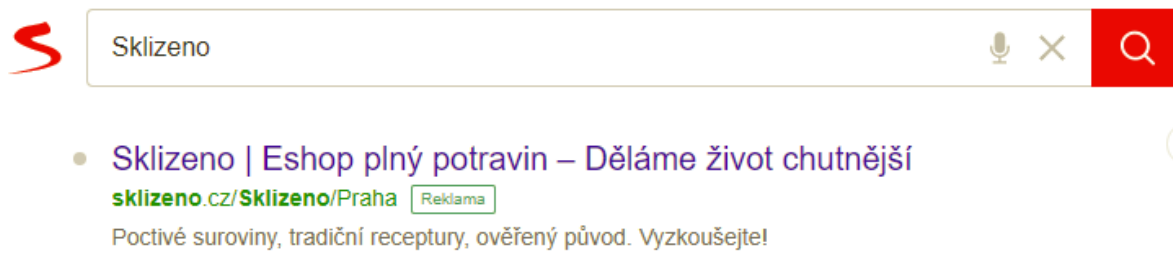 Sklizeno
Sklizeno | Eshop plný potravin – Děláme život chutnější
sklizeno.cz/Sklizeno/Praha Reklama
Poctivé suroviny, tradiční receptury, ověřený původ. Vyzkoušejte!